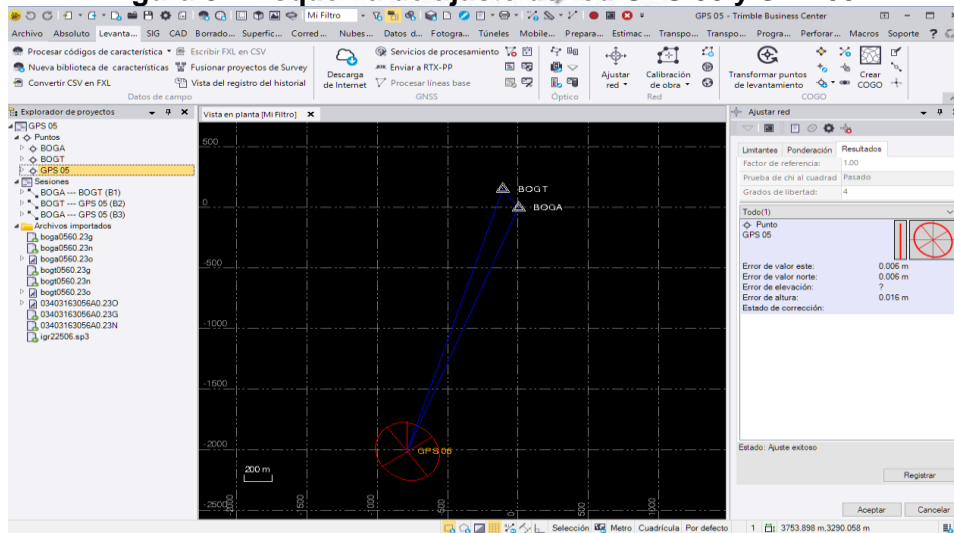 GPS 05 - Trimble Business Center
Mi Filtro
Archivo Absoluto Levanta... SIG CAD Borrado... Superfic... Corred... Nubes... Datos d... Fotogra... Túneles Mobile... Prepara... Estimac... Transpo... Transpo... Progra... Perforar... Macros Soporte
Procesar códigos de característica
Escribir FXL en CSV
Nueva biblioteca de características
Fusionar proyectos de Survey
Convertir CSV en FXL
Vista del registro del historial
Datos de campo
Descarga de Internet
Servicios de procesamiento
Enviar a RTX-PP
Procesar líneas base
GNSS
Óptico
Ajustar red
Calibración de obra
Red
Transformar puntos de levantamiento
Crear COGO
COGO
Explorador de proyectos
GPS 05
Puntos
BOGA
BOGT
GPS 05
Sesiones
BOGA --- BOGT (B1)
BOGT --- GPS 05 (B2)
BOGA --- GPS 05 (B3)
Archivos importados
boga0560.23g
boga0560.23n
boga0560.23o
bogt0560.23g
bogt0560.23n
bogt0560.23o
03403163056A0.23O
03403163056A0.23G
03403163056A0.23N
igr22506.sp3
Vista en planta [Mi Filtro]
500
0
-500
-1000
-1500
-2000
-2500
BOGT
BOGA
GPS 05
200 m
-1500
-500
0
500
1000
Ajustar red
Limitantes Ponderación Resultados
Factor de referencia: 1.00
Prueba de chi al cuadrad Pasado
Grados de libertad: 4
Todo(1)
Punto
GPS 05
Error de valor este: 0.006 m
Error de valor norte: 0.006 m
Error de elevación: ?
Error de altura: 0.016 m
Estado de corrección:
Estado: Ajuste exitoso
Registrar
Aceptar Cancelar
Selección Metro Cuadrícula Por defecto 1 3753.898 m,3290.058 m